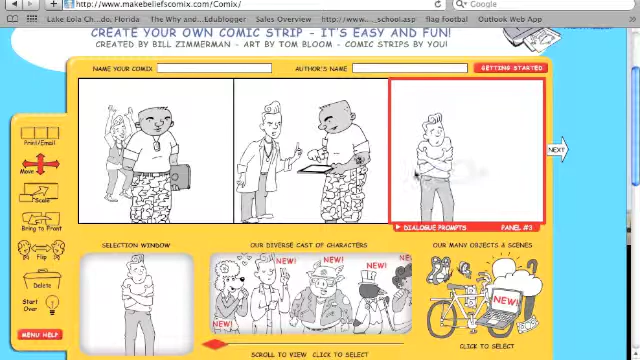 http://www.makebeliefscomix.com/Comix/
Google
Lake Eola Ch...do, Florida
The Why and...Edublogger
Sales Overview
...school.asp
flag Footbal
Outlook Web App
CREATE YOUR OWN COMIC STRIP - IT'S EASY AND FUN!
CREATED BY BILL ZIMMERMAN - ART BY TOM BLOOM - COMIC STRIPS BY YOU!
NAME YOUR COMIX
AUTHOR'S NAME
GETTING STARTED
Print/Email
Move
Scale
Bring to Front
Flip
Delete
Start Over
MENU HELP
NEXT
DIALOGUE PROMPTS
PANEL #3
SELECTION WINDOW
OUR DIVERSE CAST OF CHARACTERS
OUR MANY OBJECTS & SCENES
NEW!
NEW!
NEW!
NEW!
NEW!
NEW!
SCROLL TO VIEW CLICK TO SELECT
CLICK TO SELECT